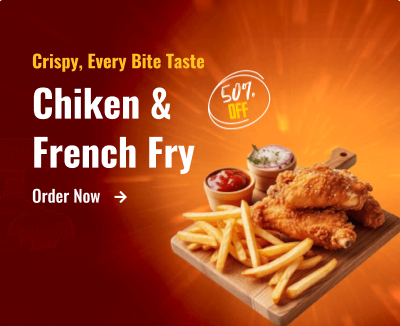 Crispy, Every Bite Taste
Chiken &
French Fry
50%
OFF
Order Now